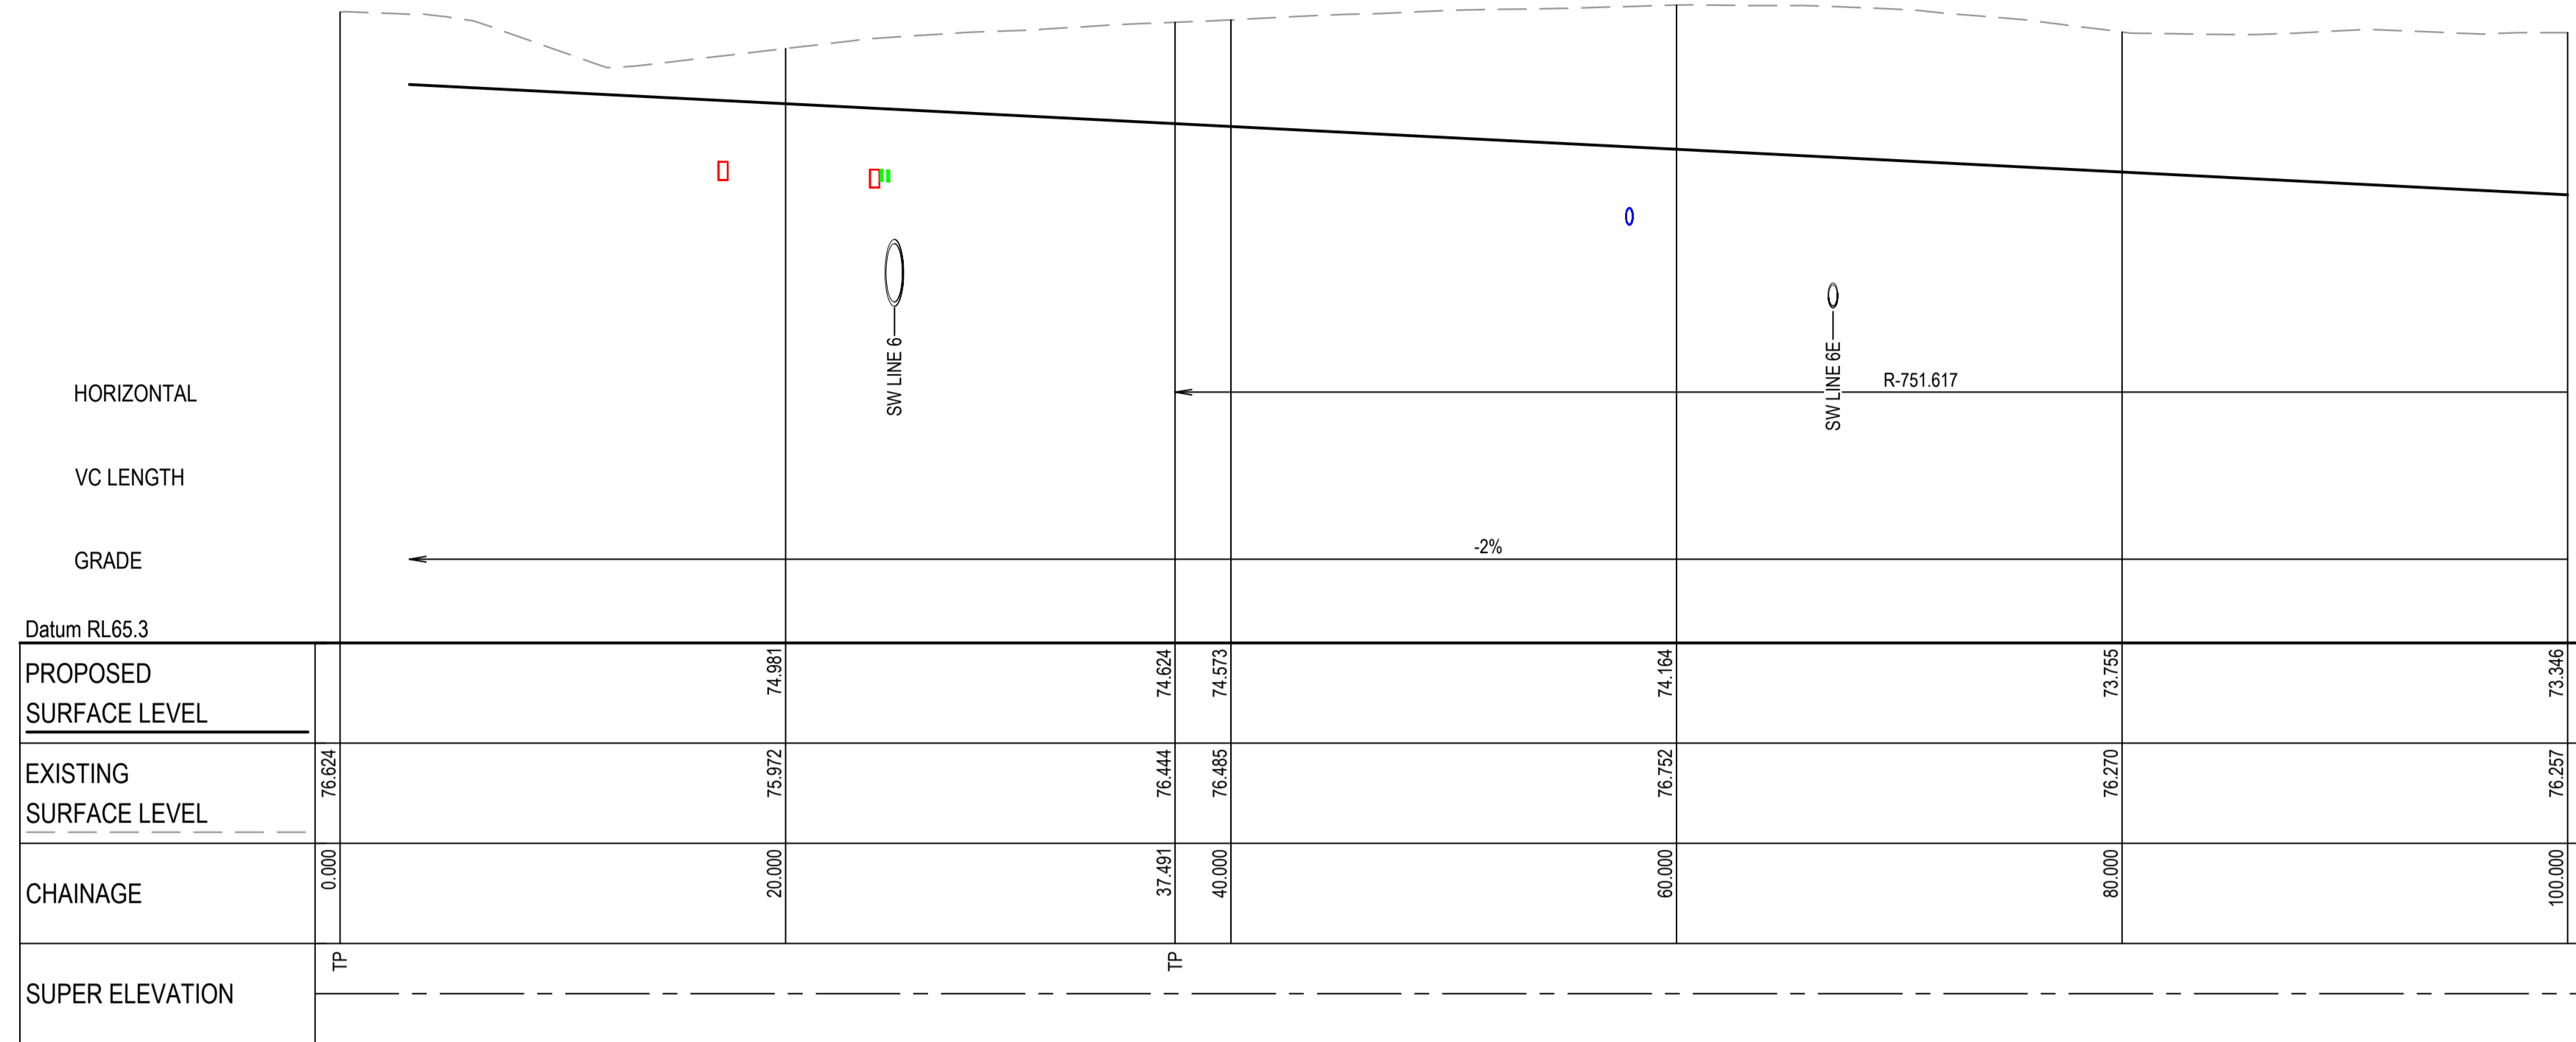 SW LINE 6
SW LINE 6E
HORIZONTAL
R-751.617
VC LENGTH
GRADE
-2%
Datum RL65.3
PROPOSED
SURFACE LEVEL
74.981
74.624
74.573
74.164
73.755
73.346
EXISTING
SURFACE LEVEL
76.624
75.972
76.444
76.485
76.752
76.270
76.257
CHAINAGE
0.000
20.000
37.491
40.000
60.000
80.000
100.000
SUPER ELEVATION
TP
TP